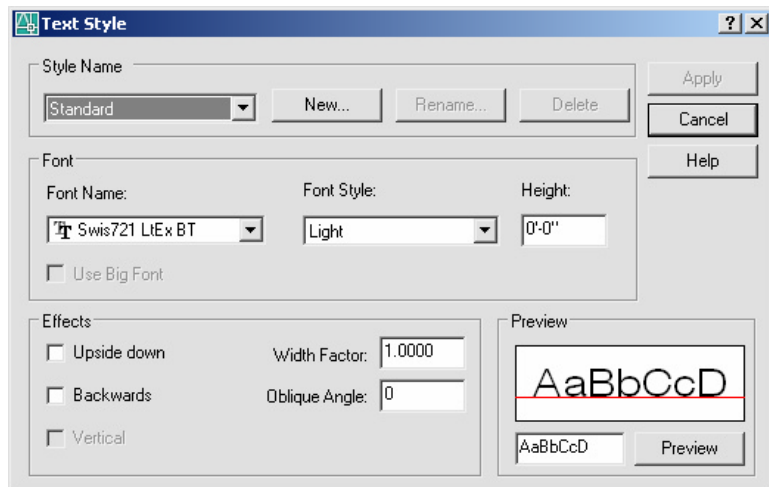 Text Style
Style Name
Standard
New...
Rename...
Delete
Apply
Cancel
Help
Font
Font Name:
Font Style:
Height:
Swis721 LtEx BT
Light
0'-0"
Use Big Font
Effects
Upside down
Width Factor: 1.0000
Backwards
Oblique Angle: 0
Vertical
Preview
AaBbCcD
AaBbCcD
Preview